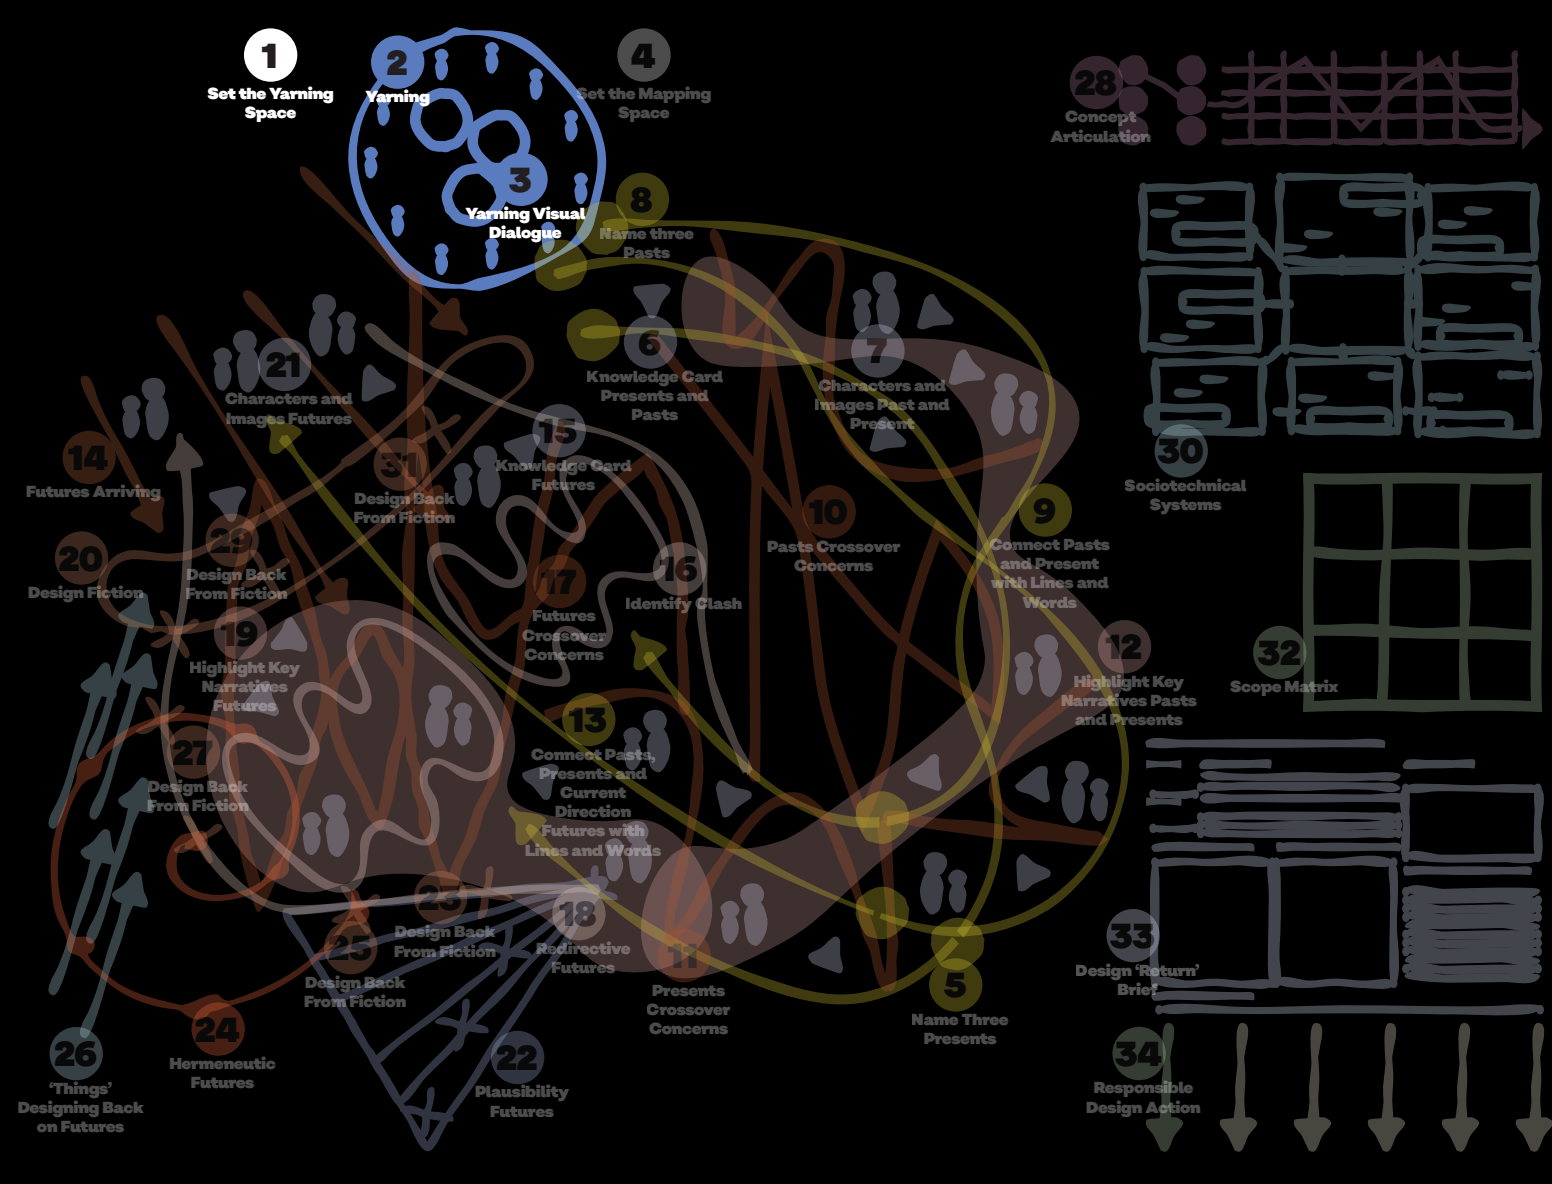 1
Set the Yarning
Space
2
Yarning
3
Yarning Visual
Dialogue
4
Set the Mapping
Space
8
Name three
Pasts
6
Knowledge Card
Presents and
Pasts
7
Characters and
Images Past and
Present
21
Characters and
Images Futures
14
Futures Arriving
31
Design Back
From Fiction
15
Knowledge Card
Futures
10
Pasts Crossover
Concerns
9
Connect Pasts
and Present
with Lines and
Words
20
Design Fiction
29
Design Back
From Fiction
17
Futures
Crossover
Concerns
16
Identify Clash
19
Highlight Key
Narratives
Futures
12
Highlight Key
Narratives Pasts
and Presents
27
Design Back
From Fiction
13
Connect Pasts,
Presents and
Current
Direction
Futures with
Lines and Words
23
Design Back
From Fiction
25
Design Back
From Fiction
18
Redirective
Futures
11
Presents
Crossover
Concerns
5
Name Three
Presents
24
Hermeneutic
Futures
26
‘Things’
Designing Back
on Futures
22
Plausibility
Futures
28
Concept
Articulation
30
Sociotechnical
Systems
32
Scope Matrix
33
Design ‘Return’
Brief
34
Responsible
Design Action